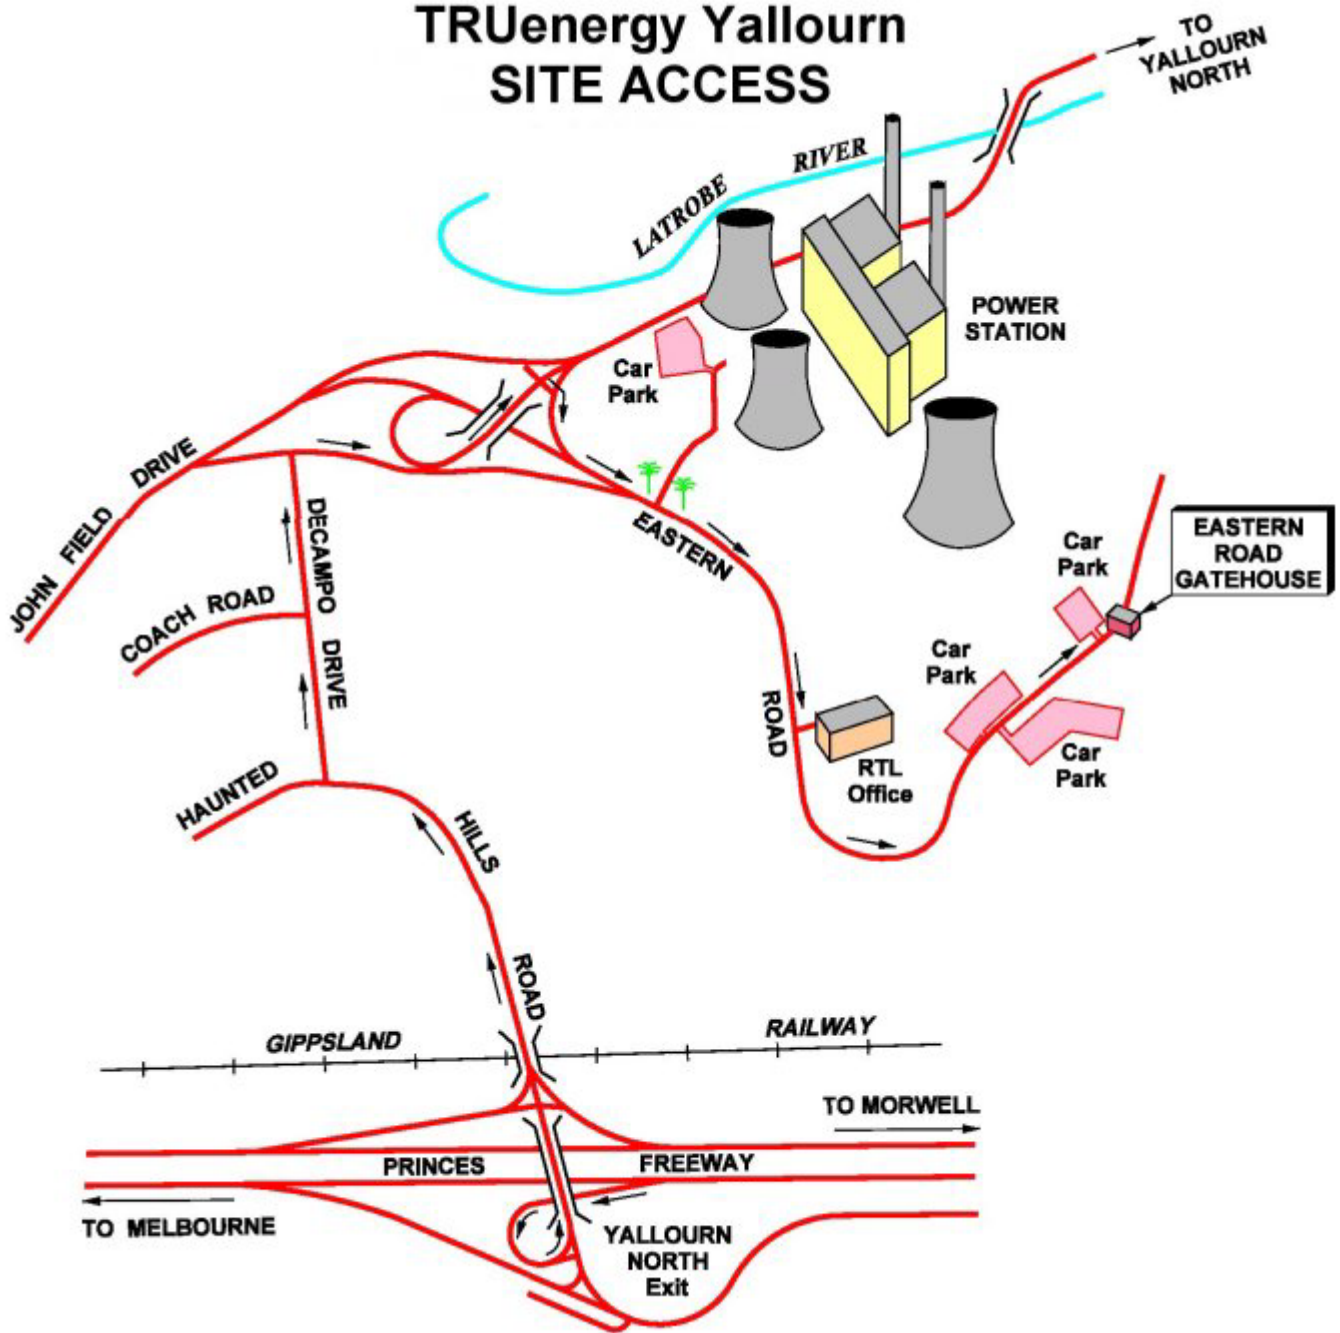 TRUenergy Yallourn
SITE ACCESS
TO
YALLOURN
NORTH
LATROBE RIVER
POWER
STATION
Car
Park
JOHN FIELD DRIVE
DECAMPO DRIVE
COACH ROAD
EASTERN ROAD
Car
Park
EASTERN
ROAD
GATEHOUSE
Car
Park
RTL
Office
Car
Park
HAUNTED HILLS ROAD
GIPPSLAND RAILWAY
TO MORWELL
PRINCES FREEWAY
TO MELBOURNE
YALLOURN
NORTH
Exit